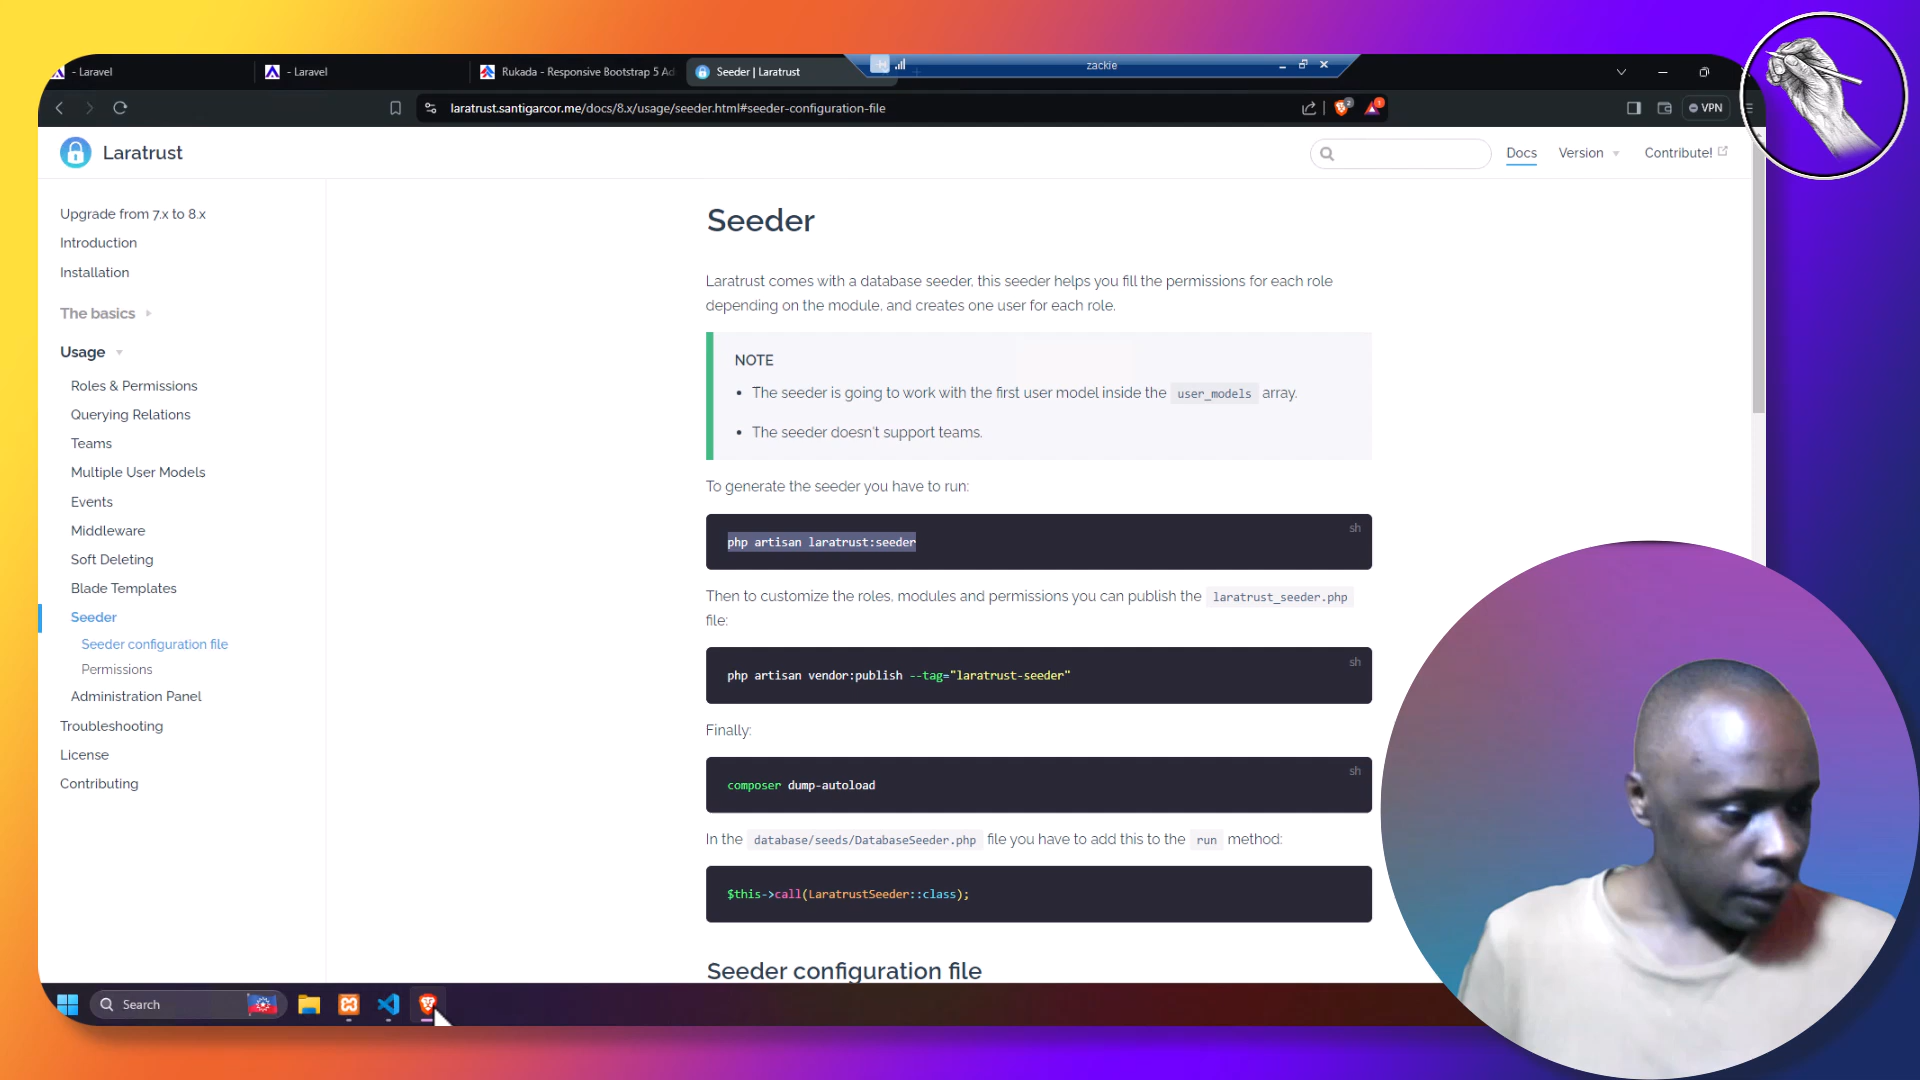 - Laravel
- Laravel
Rukada - Responsive Bootstrap 5 Ad
Seeder | Laratrust
zackie
laratrust.santigarcor.me/docs/8.x/usage/seeder.html#seeder-configuration-file
2
1
VPN
Laratrust
Docs
Version
Contribute!
Upgrade from 7.x to 8.x
Introduction
Installation
The basics
Usage
Roles & Permissions
Querying Relations
Teams
Multiple User Models
Events
Middleware
Soft Deleting
Blade Templates
Seeder
Seeder configuration file
Permissions
Administration Panel
Troubleshooting
License
Contributing
Seeder
Laratrust comes with a database seeder, this seeder helps you fill the permissions for each role
depending on the module, and creates one user for each role.
NOTE
• The seeder is going to work with the first user model inside the user_models array.
• The seeder doesn't support teams.
To generate the seeder you have to run:
sh
php artisan laratrust:seeder
Then to customize the roles, modules and permissions you can publish the laratrust_seeder.php
file:
sh
php artisan vendor:publish --tag="laratrust-seeder"
Finally:
sh
composer dump-autoload
In the database/seeds/DatabaseSeeder.php file you have to add this to the run method:
$this->call(LaratrustSeeder::class);
Seeder configuration file
Search